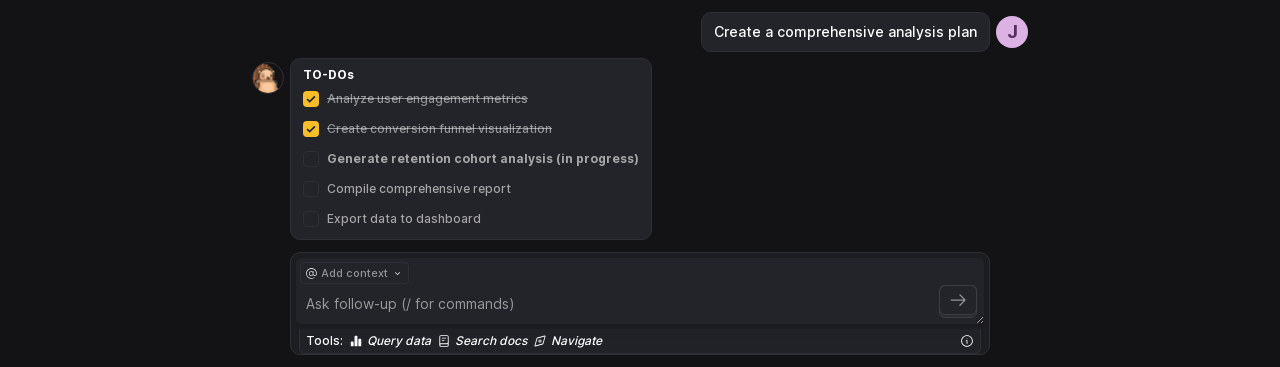 Create a comprehensive analysis plan
J
TO-DOs
Analyze user engagement metrics
Create conversion funnel visualization
Generate retention cohort analysis (in progress)
Compile comprehensive report
Export data to dashboard
@ Add context
Ask follow-up (/ for commands)
Tools: Query data Search docs Navigate